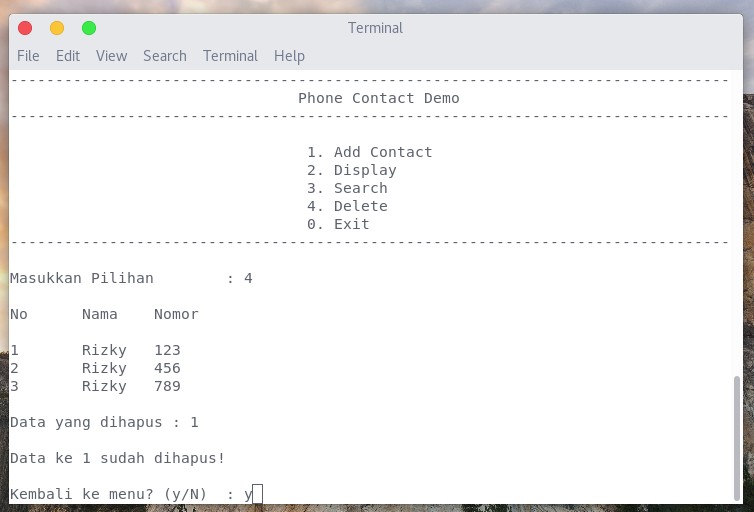 Terminal
File Edit View Search Terminal Help
--------------------------------------------------------------------------------
Phone Contact Demo
--------------------------------------------------------------------------------
1. Add Contact
2. Display
3. Search
4. Delete
0. Exit
--------------------------------------------------------------------------------
Masukkan Pilihan : 4
No Nama Nomor
1 Rizky 123
2 Rizky 456
3 Rizky 789
Data yang dihapus : 1
Data ke 1 sudah dihapus!
Kembali ke menu? (y/N) : y